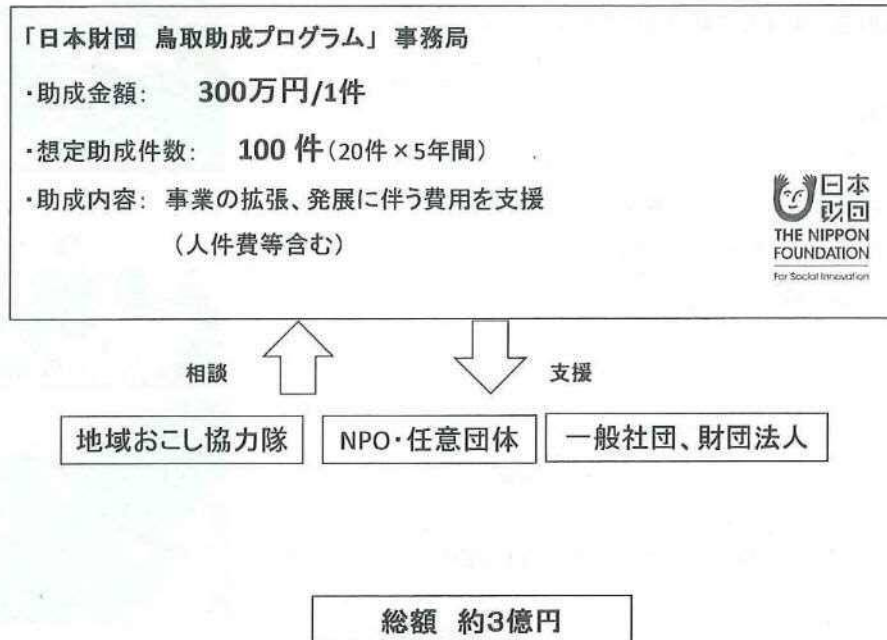 「日本財団 鳥取助成プログラム」 事務局
・助成金額: 300万円/1件
・想定助成件数: 100 件(20件×5年間)
・助成内容: 事業の拡張、発展に伴う費用を支援
(人件費等含む)
日本
財団
THE NIPPON
FOUNDATION
For Social Innovation
相談
支援
地域おこし協力隊
NPO・任意団体
一般社団、財団法人
総額 約3億円